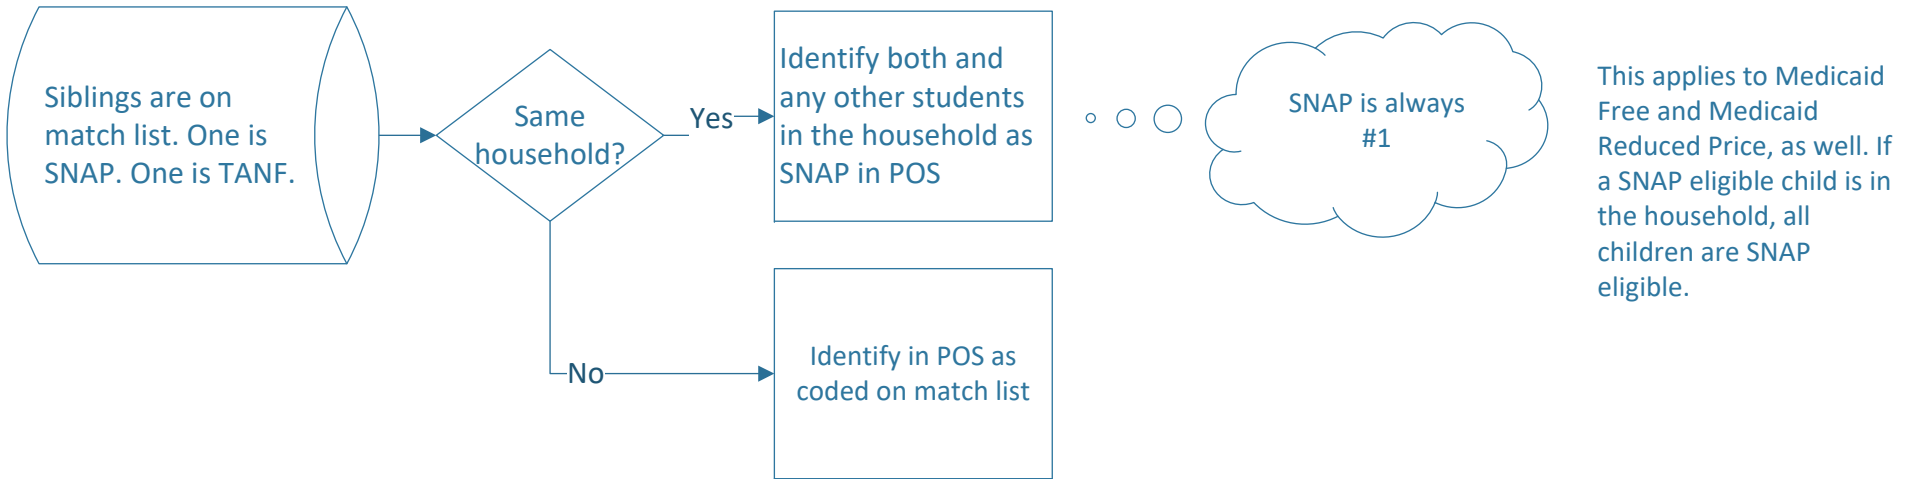 Siblings are on
match list. One is
SNAP. One is TANF.
Same
household?
Yes
Identify both and
any other students
in the household as
SNAP in POS
SNAP is always
#1
This applies to Medicaid
Free and Medicaid
Reduced Price, as well. If
a SNAP eligible child is in
the household, all
children are SNAP
eligible.
No
Identify in POS as
coded on match list